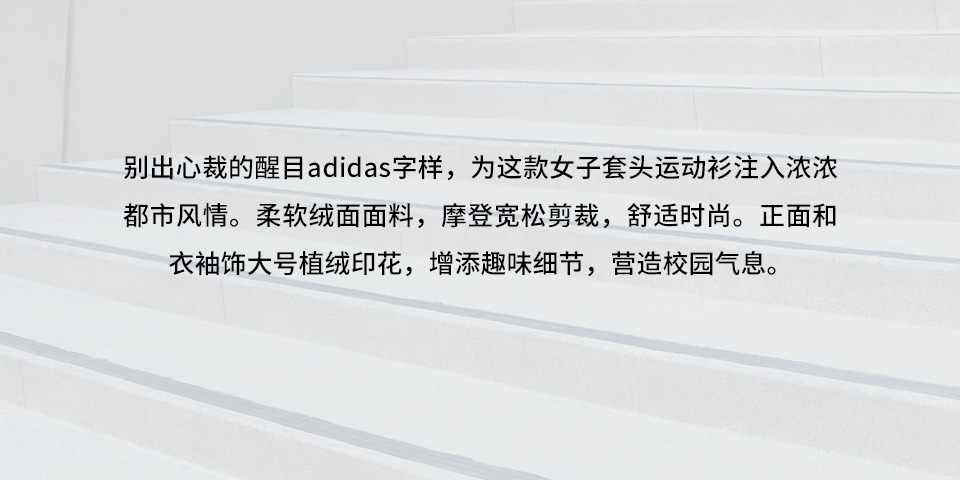 别出心裁的醒目adidas字样，为这款女子套头运动衫注入浓浓
都市风情。柔软绒面面料，摩登宽松剪裁，舒适时尚。正面和
衣袖饰大号植绒印花，增添趣味细节，营造校园气息。